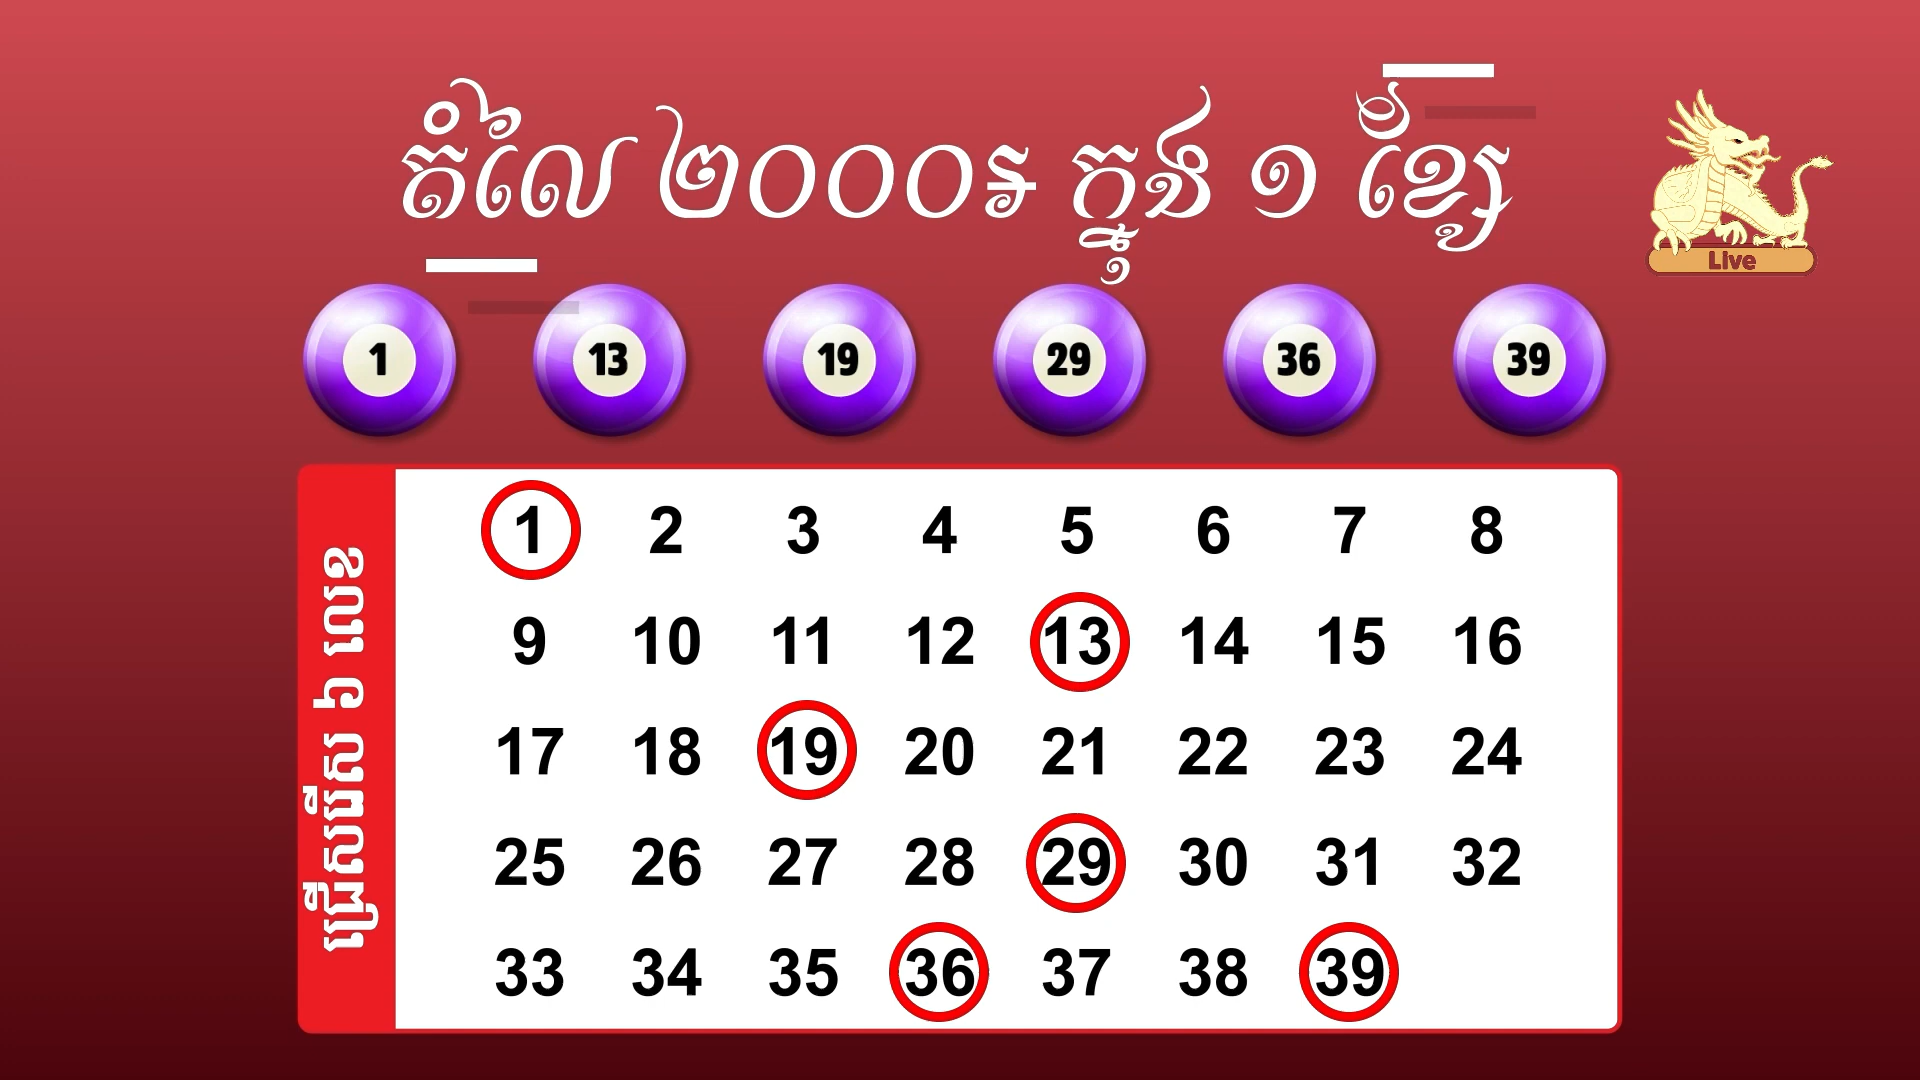 តំលៃ ២០០០៛ ក្នុង ១ ខ្សែ
Live
1 13 19 29 36 39
ជ្រើសរើស ៦ លេខ
1 2 3 4 5 6 7 8
9 10 11 12 13 14 15 16
17 18 19 20 21 22 23 24
25 26 27 28 29 30 31 32
33 34 35 36 37 38 39